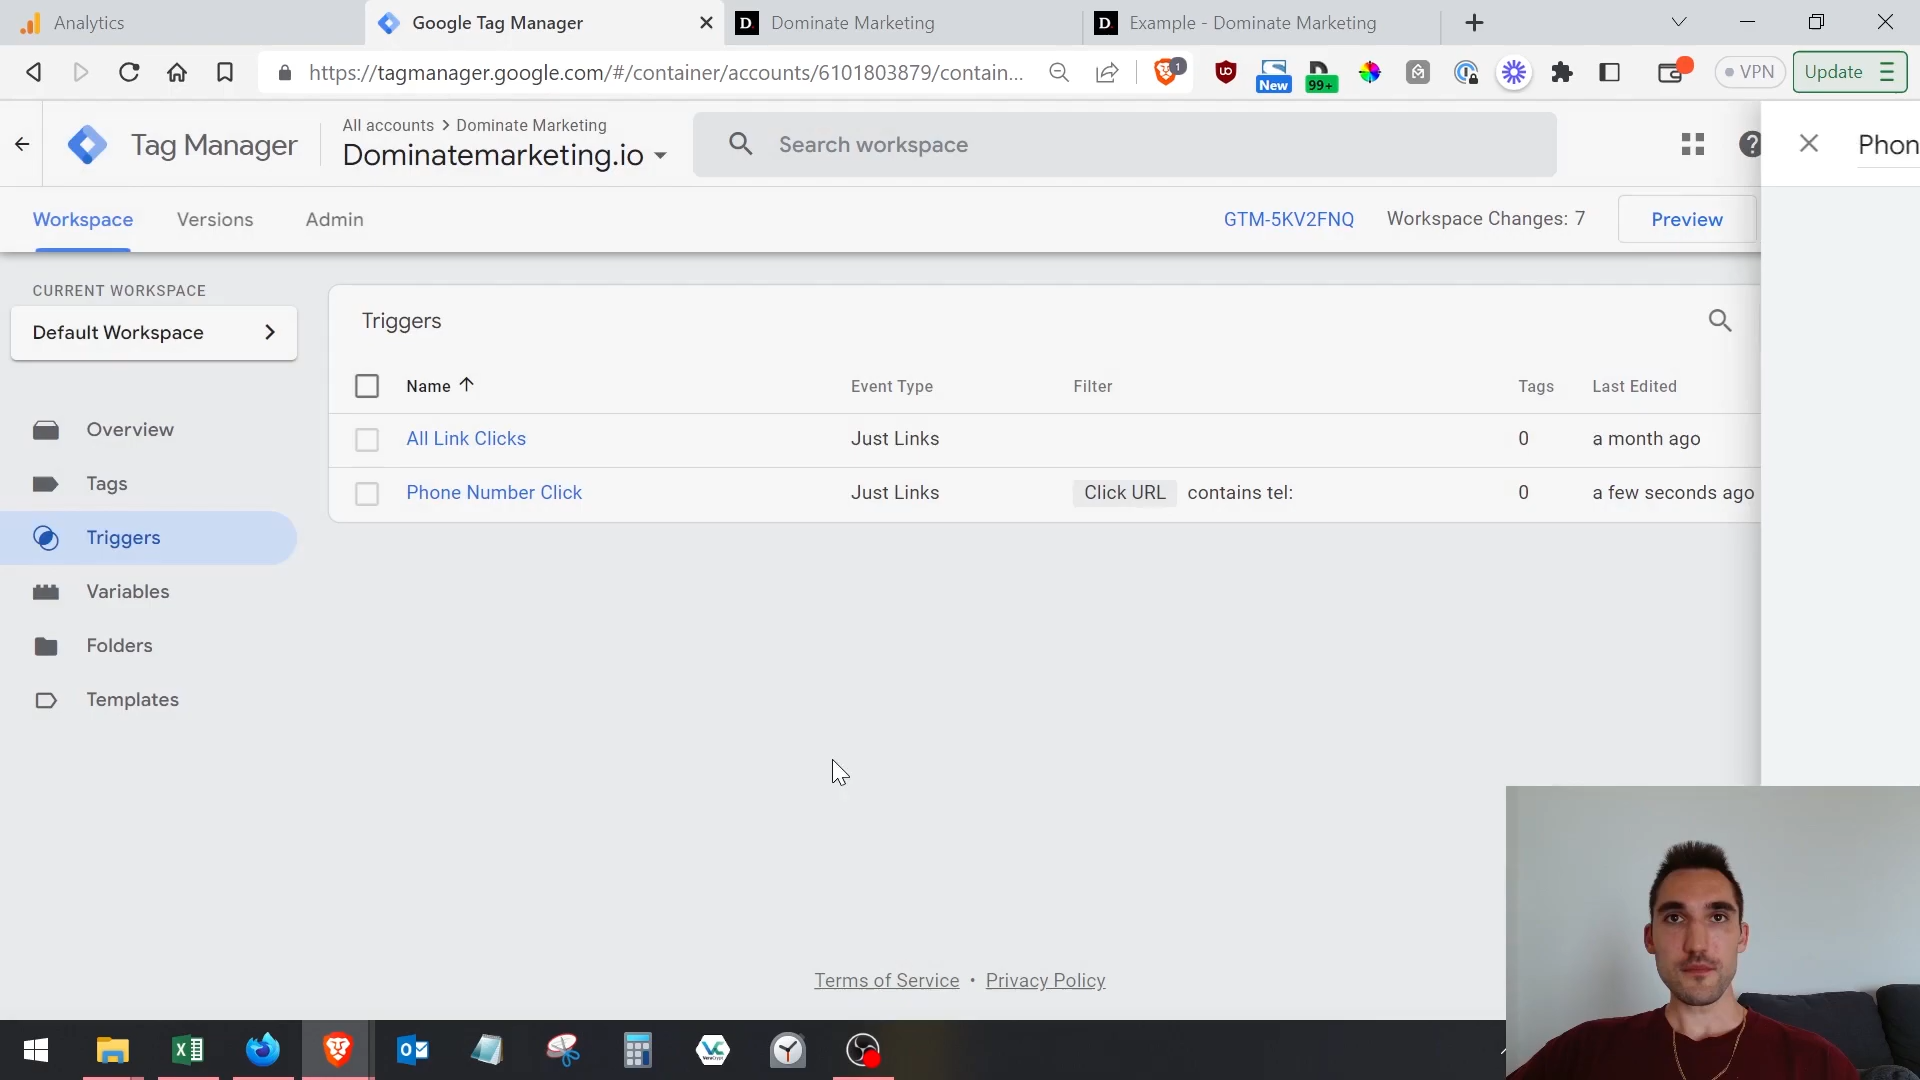 Analytics
Google Tag Manager
D. Dominate Marketing
D. Example - Dominate Marketing
https://tagmanager.google.com/#/container/accounts/6101803879/contain...
1
New
99+
VPN
Update
Tag Manager
All accounts > Dominate Marketing
Dominatemarketing.io
Search workspace
?
Phon
Workspace
Versions
Admin
GTM-5KV2FNQ
Workspace Changes: 7
Preview
CURRENT WORKSPACE
Default Workspace
Overview
Tags
Triggers
Variables
Folders
Templates
Triggers
Name
Event Type
Filter
Tags
Last Edited
All Link Clicks
Just Links
0
a month ago
Phone Number Click
Just Links
Click URL contains tel:
0
a few seconds ago
Terms of Service • Privacy Policy